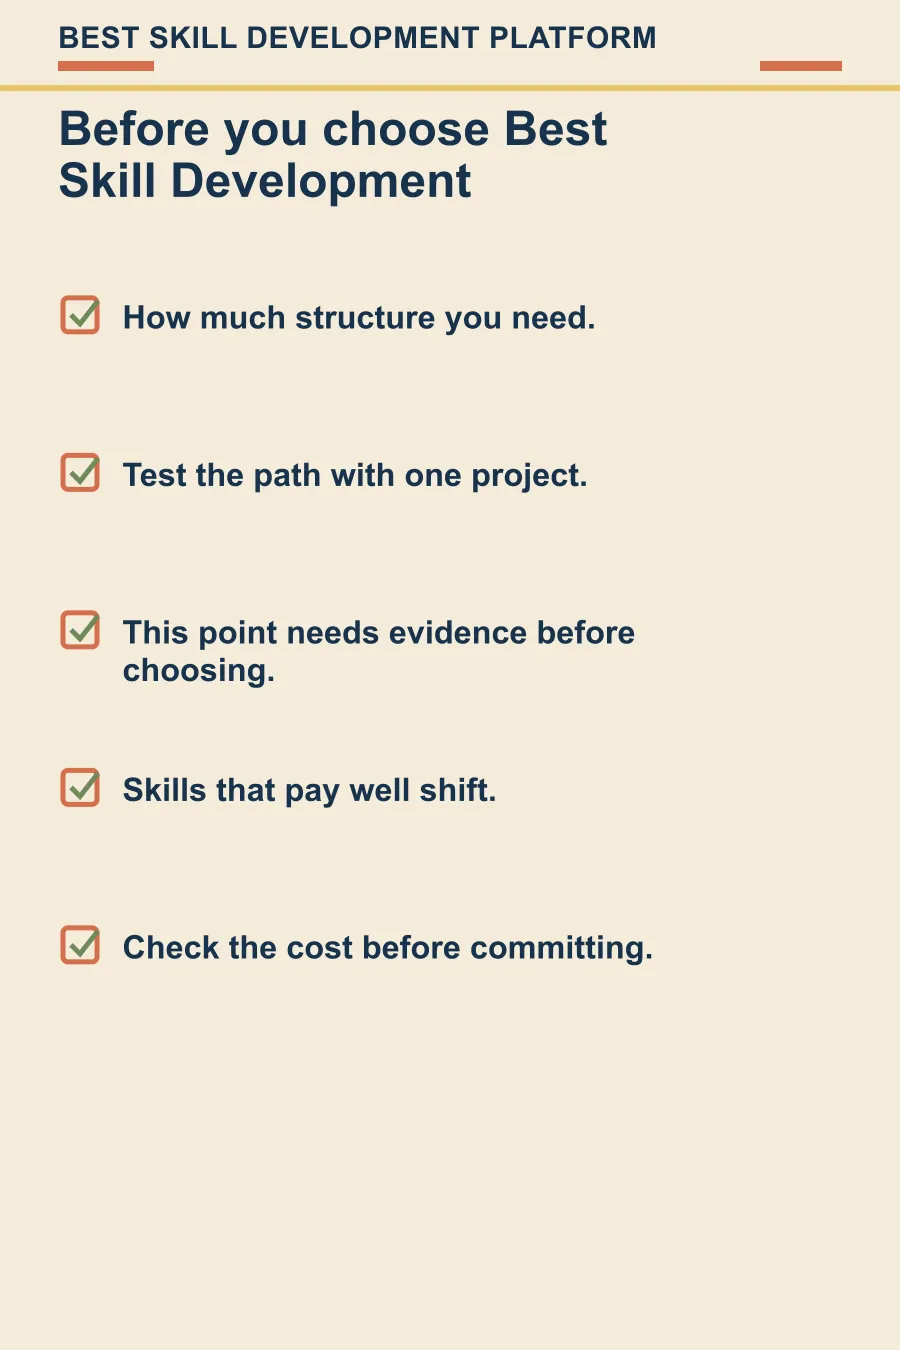 BEST SKILL DEVELOPMENT PLATFORM
Before you choose Best
Skill Development
How much structure you need.
Test the path with one project.
This point needs evidence before
choosing.
Skills that pay well shift.
Check the cost before committing.